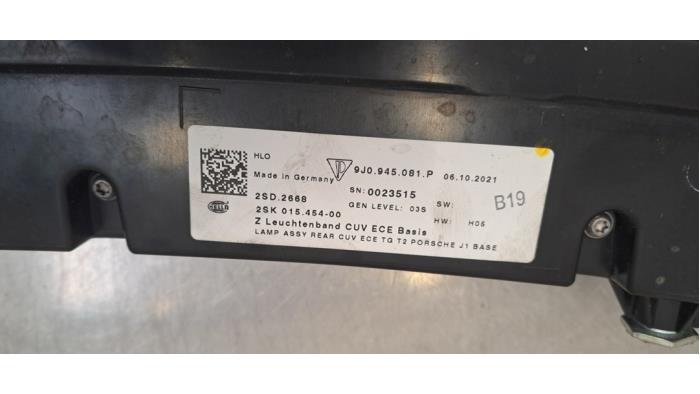 HLO
Made in Germany
9J0.945.081.P 06.10.2021
SN: 0023515
GEN LEVEL: 03S SW:
HW: H05
B19
HELLA
2SD.2668
2SK 015.454-00
Z Leuchtenband CUV ECE Basis
LAMP ASSY REAR CUV ECE TG T2 PORSCHE J1 BASE